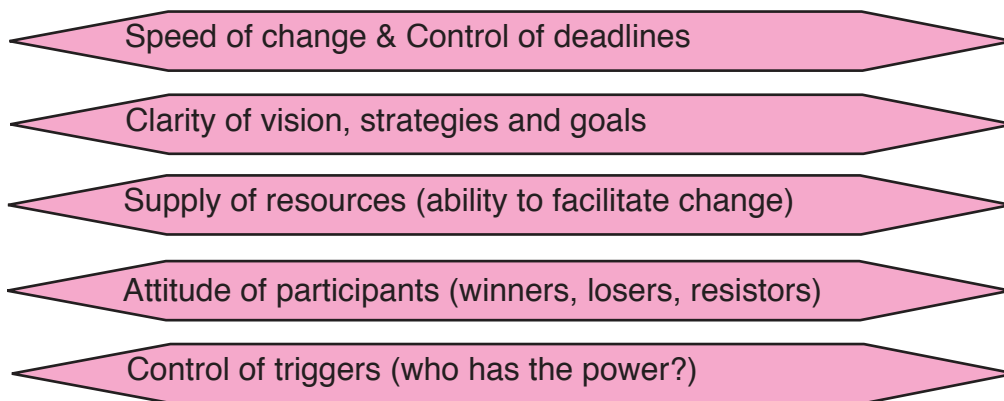 Speed of change & Control of deadlines
Clarity of vision, strategies and goals
Supply of resources (ability to facilitate change)
Attitude of participants (winners, losers, resistors)
Control of triggers (who has the power?)